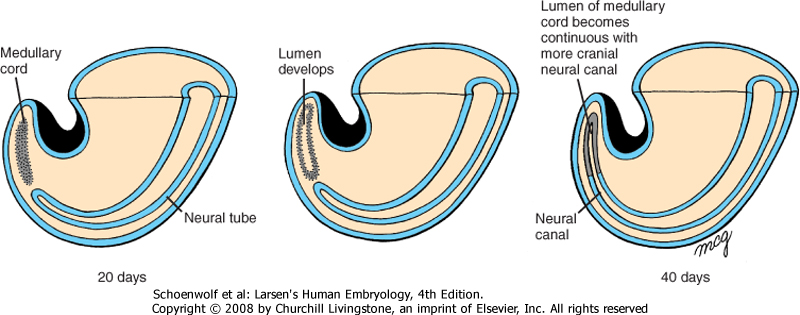 Medullary
cord
Neural tube
20 days
Lumen
develops
Lumen of medullary
cord becomes
continuous with
more cranial
neural canal
Neural
canal
mcg
40 days
Schoenwolf et al: Larsen's Human Embryology, 4th Edition.
Copyright © 2008 by Churchill Livingstone, an imprint of Elsevier, Inc. All rights reserved